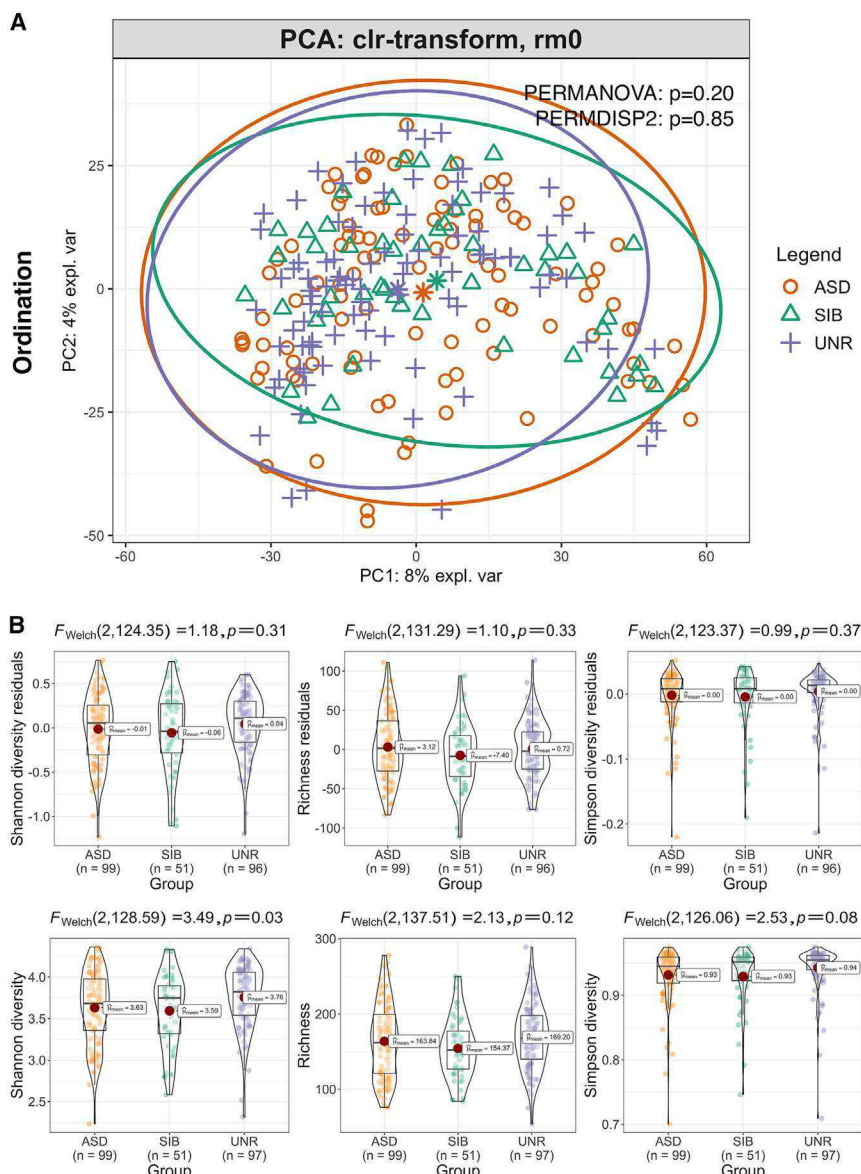 A
PCA: clr-transform, rm0
PERMANOVA: p=0.20
PERMDISP2: p=0.85
Ordination
PC2: 4% expl. var
25
0
-25
-50
-60
-30
0
30
60
PC1: 8% expl. var
Legend
ASD
SIB
UNR
B
F Welch(2,124.35) =1.18, p=0.31
Shannon diversity residuals
0.5
0.0
-0.5
-1.0
μ̂mean = -0.01
μ̂mean = -0.06
μ̂mean = 0.04
ASD
(n = 99)
SIB
(n = 51)
UNR
(n = 96)
Group
F Welch(2,131.29) =1.10, p=0.33
Richness residuals
100
50
0
-50
-100
μ̂mean = 3.12
μ̂mean = -7.40
μ̂mean = 0.72
ASD
(n = 99)
SIB
(n = 51)
UNR
(n = 96)
Group
F Welch(2,123.37) =0.99, p=0.37
Simpson diversity residuals
0.0
-0.1
-0.2
μ̂mean = 0.00
μ̂mean = 0.00
μ̂mean = 0.00
ASD
(n = 99)
SIB
(n = 51)
UNR
(n = 96)
Group
F Welch(2,128.59) =3.49, p=0.03
Shannon diversity
4.0
3.5
3.0
2.5
μ̂mean = 3.63
μ̂mean = 3.59
μ̂mean = 3.76
ASD
(n = 99)
SIB
(n = 51)
UNR
(n = 97)
Group
F Welch(2,137.51) =2.13, p=0.12
Richness
300
200
100
μ̂mean = 163.84
μ̂mean = 154.37
μ̂mean = 169.20
ASD
(n = 99)
SIB
(n = 51)
UNR
(n = 97)
Group
F Welch(2,126.06) =2.53, p=0.08
Simpson diversity
0.9
0.8
0.7
μ̂mean = 0.93
μ̂mean = 0.93
μ̂mean = 0.94
ASD
(n = 99)
SIB
(n = 51)
UNR
(n = 97)
Group